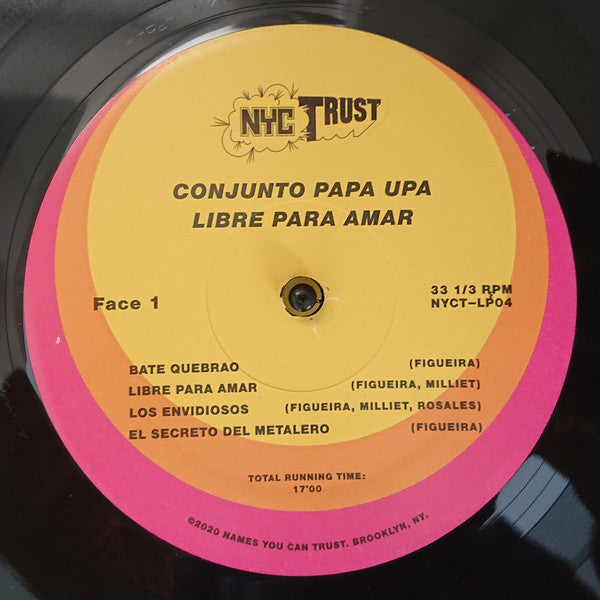 NYC TRUST
CONJUNTO PAPA UPA
LIBRE PARA AMAR
Face 1
33 1/3 RPM
NYCT-LP04
BATE QUEBRAO (FIGUEIRA)
LIBRE PARA AMAR (FIGUEIRA, MILLIET)
LOS ENVIDIOSOS (FIGUEIRA, MILLIET, ROSALES)
EL SECRETO DEL METALERO (FIGUEIRA)
TOTAL RUNNING TIME:
17'00
©2020 NAMES YOU CAN TRUST. BROOKLYN, NY.